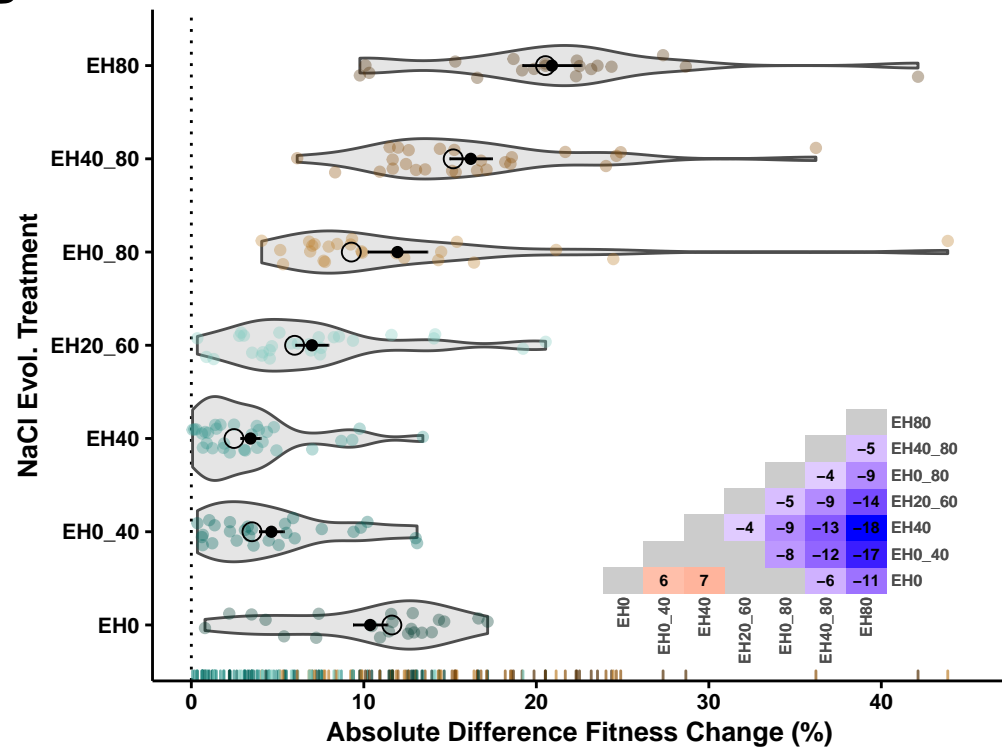 EH80
EH40_80
EH0_80
EH20_60
EH40
EH0_40
EH0
NaCl Evol. Treatment
0 10 20 30 40
Absolute Difference Fitness Change (%)
EH80
−5 EH40_80
−4 −9 EH0_80
−5 −9 −14 EH20_60
−4 −9 −13 −18 EH40
−8 −12 −17 EH0_40
6 7 −6 −11 EH0
EH0 EH0_40 EH40 EH20_60 EH0_80 EH40_80 EH80